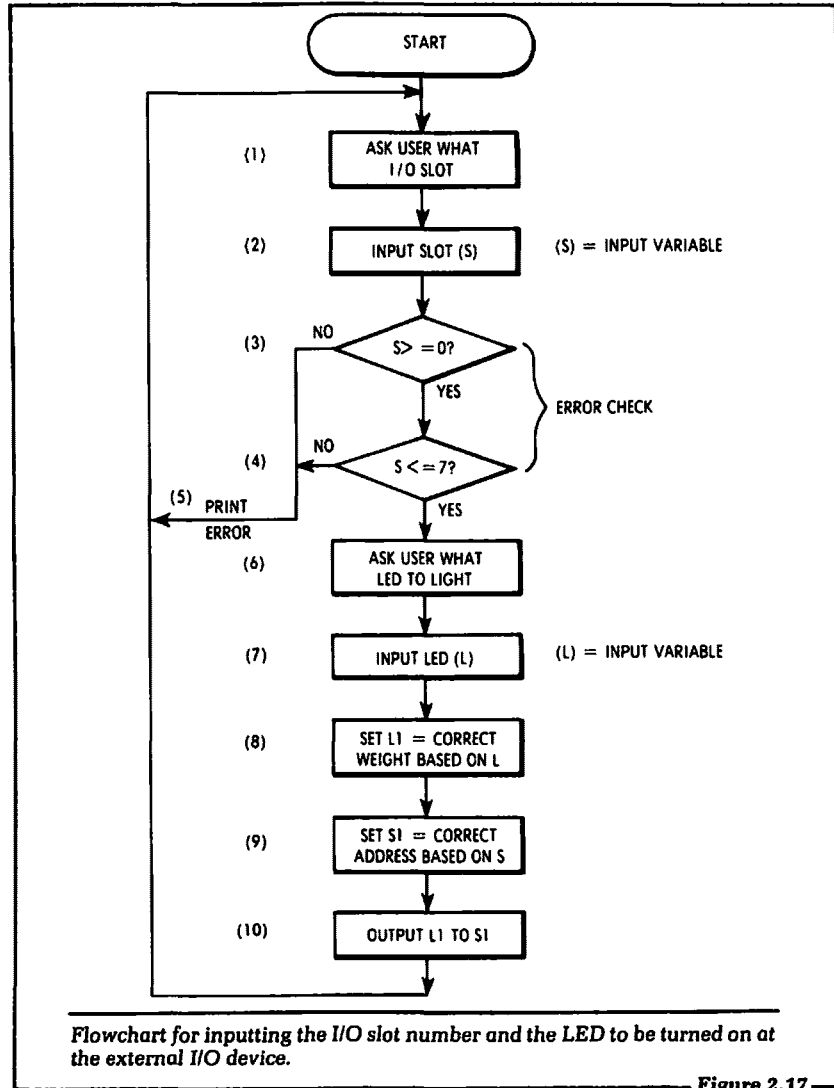 START
(1)
ASK USER WHAT
I/O SLOT
(2)
INPUT SLOT (S)
(S) = INPUT VARIABLE
(3)
NO
S> =0?
YES
ERROR CHECK
(4)
NO
S <=7?
YES
(5) PRINT
ERROR
(6)
ASK USER WHAT
LED TO LIGHT
(7)
INPUT LED (L)
(L) = INPUT VARIABLE
(8)
SET L1 = CORRECT
WEIGHT BASED ON L
(9)
SET S1 = CORRECT
ADDRESS BASED ON S
(10)
OUTPUT L1 TO S1
Flowchart for inputting the I/O slot number and the LED to be turned on at
the external I/O device.
Figure 2.17